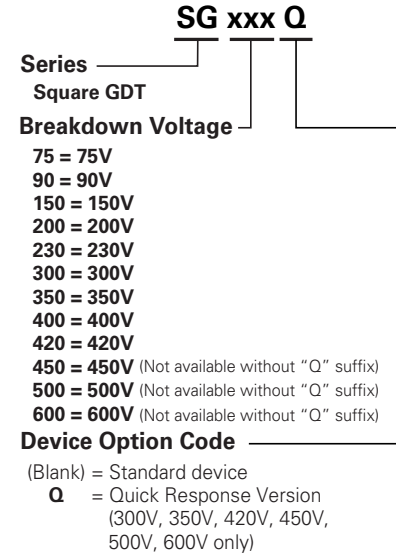 SG xxx Q
Series
Square GDT
Breakdown Voltage
75 = 75V
90 = 90V
150 = 150V
200 = 200V
230 = 230V
300 = 300V
350 = 350V
400 = 400V
420 = 420V
450 = 450V (Not available without “Q” suffix)
500 = 500V (Not available without “Q” suffix)
600 = 600V (Not available without “Q” suffix)
Device Option Code
(Blank) = Standard device
Q = Quick Response Version
(300V, 350V, 420V, 450V,
500V, 600V only)